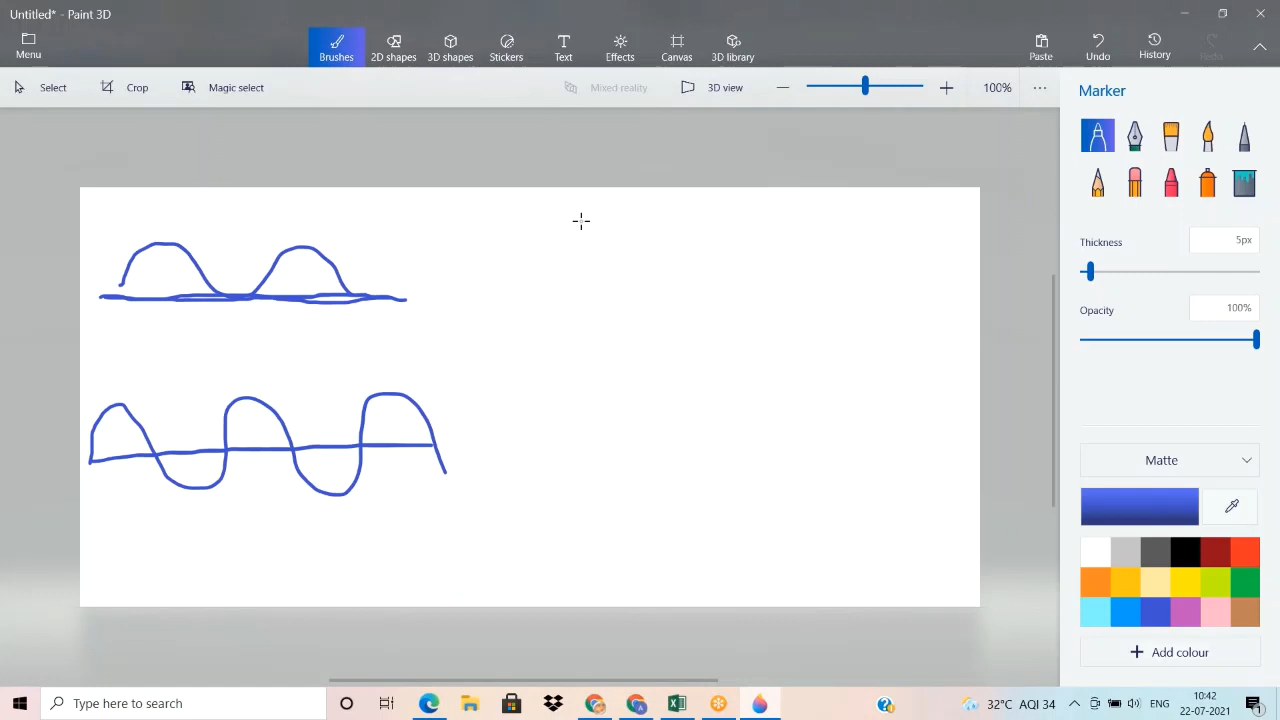 Untitled* - Paint 3D
Menu
Brushes 2D shapes 3D shapes Stickers Text Effects Canvas 3D library Paste Undo History Redo
Select Crop Magic select Mixed reality 3D view 100%
Marker
Thickness 5px
Opacity 100%
Matte
Add colour
Type here to search
32°C AQI 34 ENG 10:42
22-07-2021 1